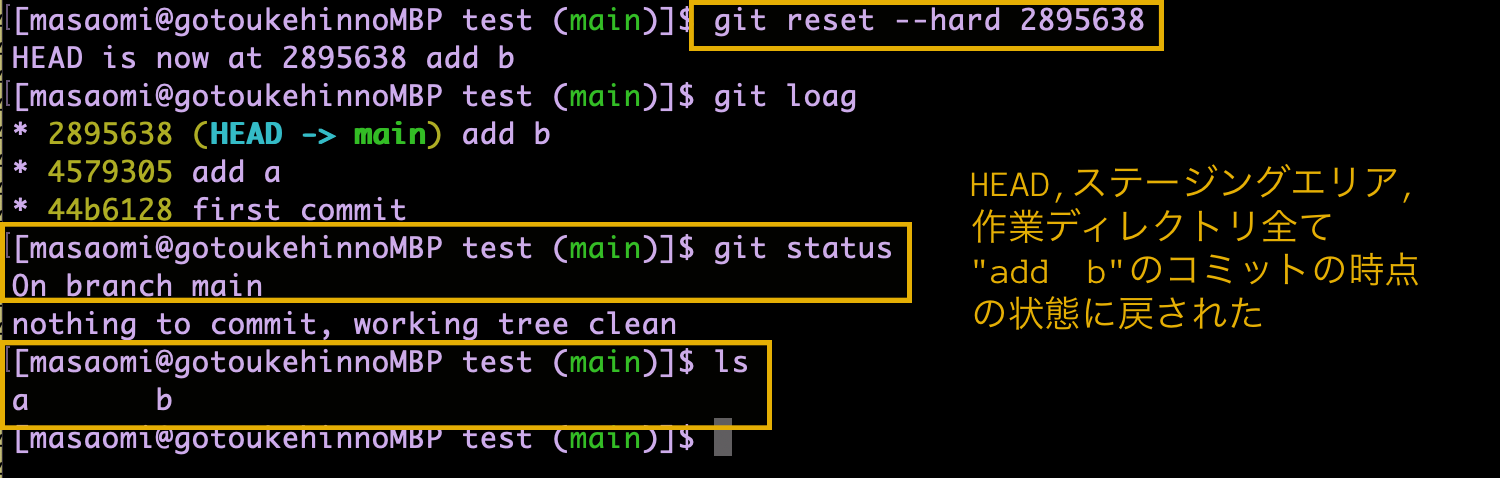 [masaomi@gotoukehinnoMBP test (main)]$ git reset --hard 2895638
HEAD is now at 2895638 add b
[masaomi@gotoukehinnoMBP test (main)]$ git loag
* 2895638 (HEAD -> main) add b
* 4579305 add a
* 44b6128 first commit
[masaomi@gotoukehinnoMBP test (main)]$ git status
On branch main
nothing to commit, working tree clean
[masaomi@gotoukehinnoMBP test (main)]$ ls
a       b
[masaomi@gotoukehinnoMBP test (main)]$
HEAD,ステージングエリア,
作業ディレクトリ全て
"add  b"のコミットの時点
の状態に戻された